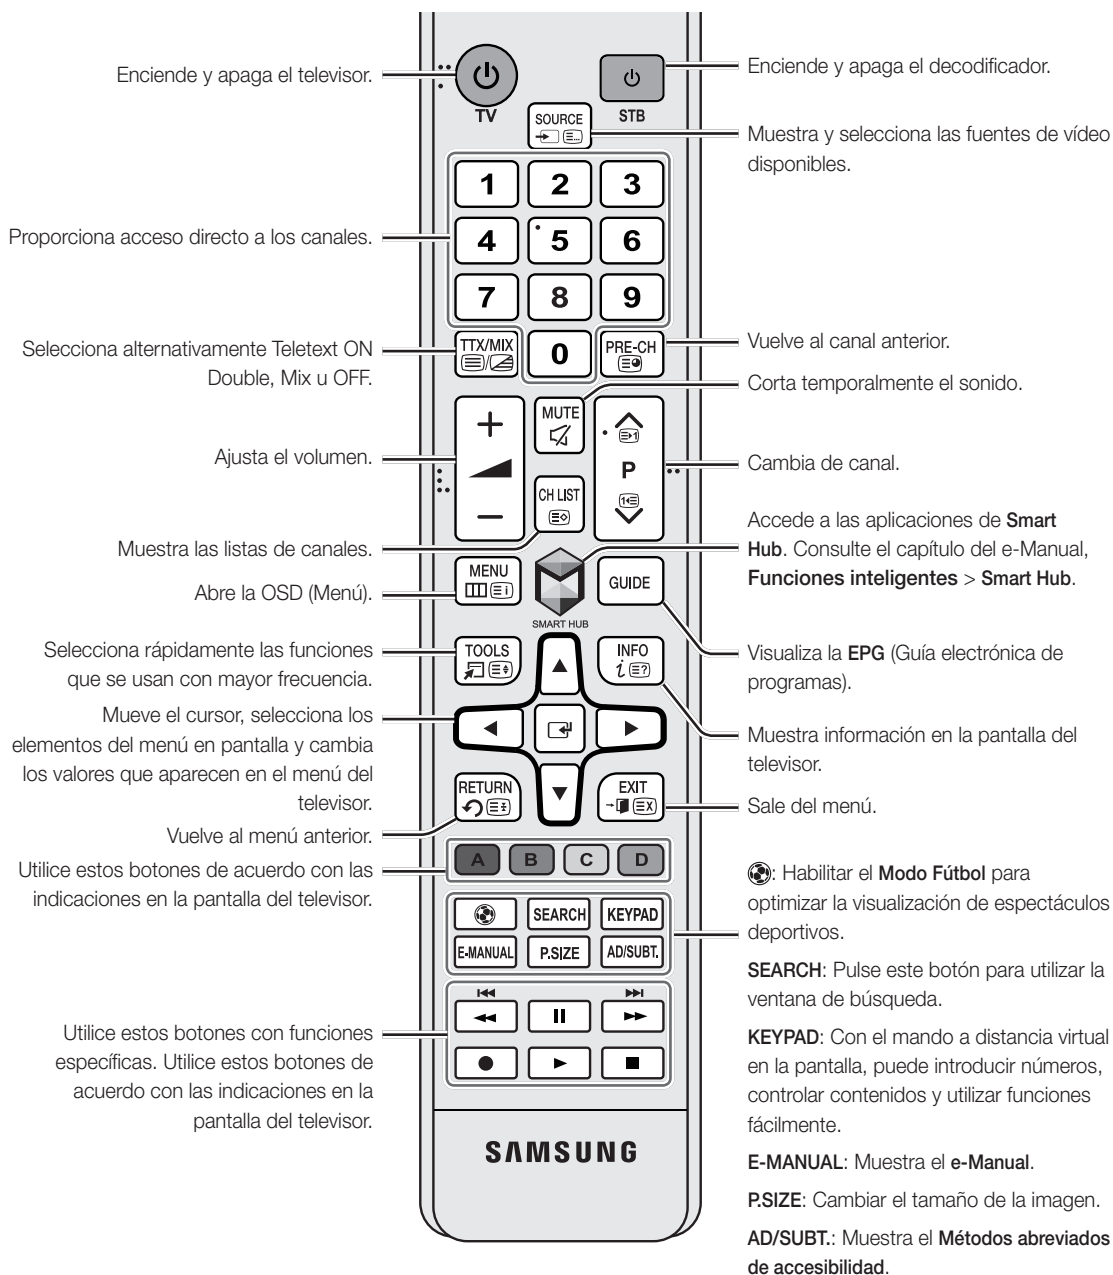 Enciende y apaga el televisor.
Enciende y apaga el decodificador.
TV
STB
SOURCE
Muestra y selecciona las fuentes de vídeo
disponibles.
1 2 3
Proporciona acceso directo a los canales.
4 5 6
7 8 9
Selecciona alternativamente Teletext ON
Double, Mix u OFF.
TTX/MIX
0
PRE-CH
Vuelve al canal anterior.
Corta temporalmente el sonido.
MUTE
Ajusta el volumen.
P
Cambia de canal.
CH LIST
Muestra las listas de canales.
Accede a las aplicaciones de Smart
Hub. Consulte el capítulo del e-Manual,
Funciones inteligentes > Smart Hub.
Abre la OSD (Menú).
MENU
GUIDE
SMART HUB
Selecciona rápidamente las funciones
que se usan con mayor frecuencia.
TOOLS
INFO
Visualiza la EPG (Guía electrónica de
programas).
Mueve el cursor, selecciona los
elementos del menú en pantalla y cambia
los valores que aparecen en el menú del
televisor.
Muestra información en la pantalla del
televisor.
RETURN
EXIT
Sale del menú.
Vuelve al menú anterior.
Utilice estos botones de acuerdo con las
indicaciones en la pantalla del televisor.
A B C D
: Habilitar el Modo Fútbol para
optimizar la visualización de espectáculos
deportivos.
SEARCH KEYPAD
E-MANUAL P.SIZE AD/SUBT.
SEARCH: Pulse este botón para utilizar la
ventana de búsqueda.
Utilice estos botones con funciones
específicas. Utilice estos botones de
acuerdo con las indicaciones en la
pantalla del televisor.
KEYPAD: Con el mando a distancia virtual
en la pantalla, puede introducir números,
controlar contenidos y utilizar funciones
fácilmente.
SAMSUNG
E-MANUAL: Muestra el e-Manual.
P.SIZE: Cambiar el tamaño de la imagen.
AD/SUBT.: Muestra el Métodos abreviados
de accesibilidad.